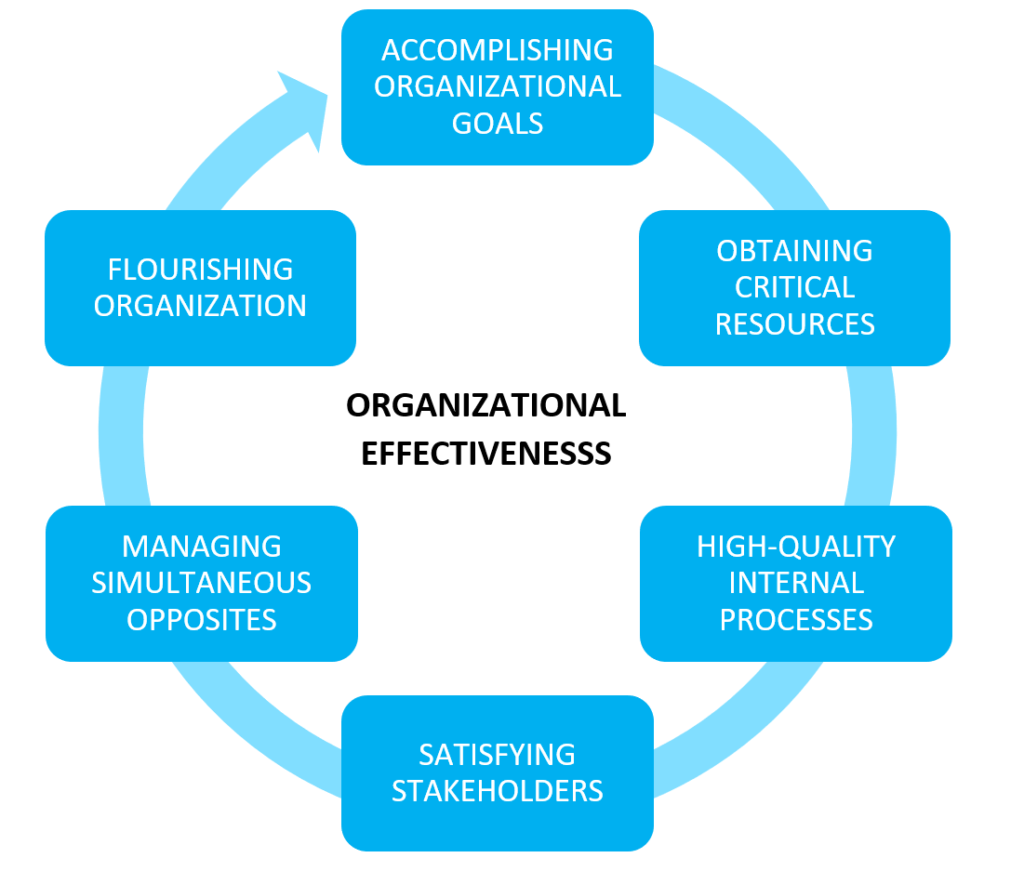 ACCOMPLISHING
ORGANIZATIONAL
GOALS
OBTAINING
CRITICAL
RESOURCES
HIGH-QUALITY
INTERNAL
PROCESSES
SATISFYING
STAKEHOLDERS
MANAGING
SIMULTANEOUS
OPPOSITES
FLOURISHING
ORGANIZATION
ORGANIZATIONAL
EFFECTIVENESSS